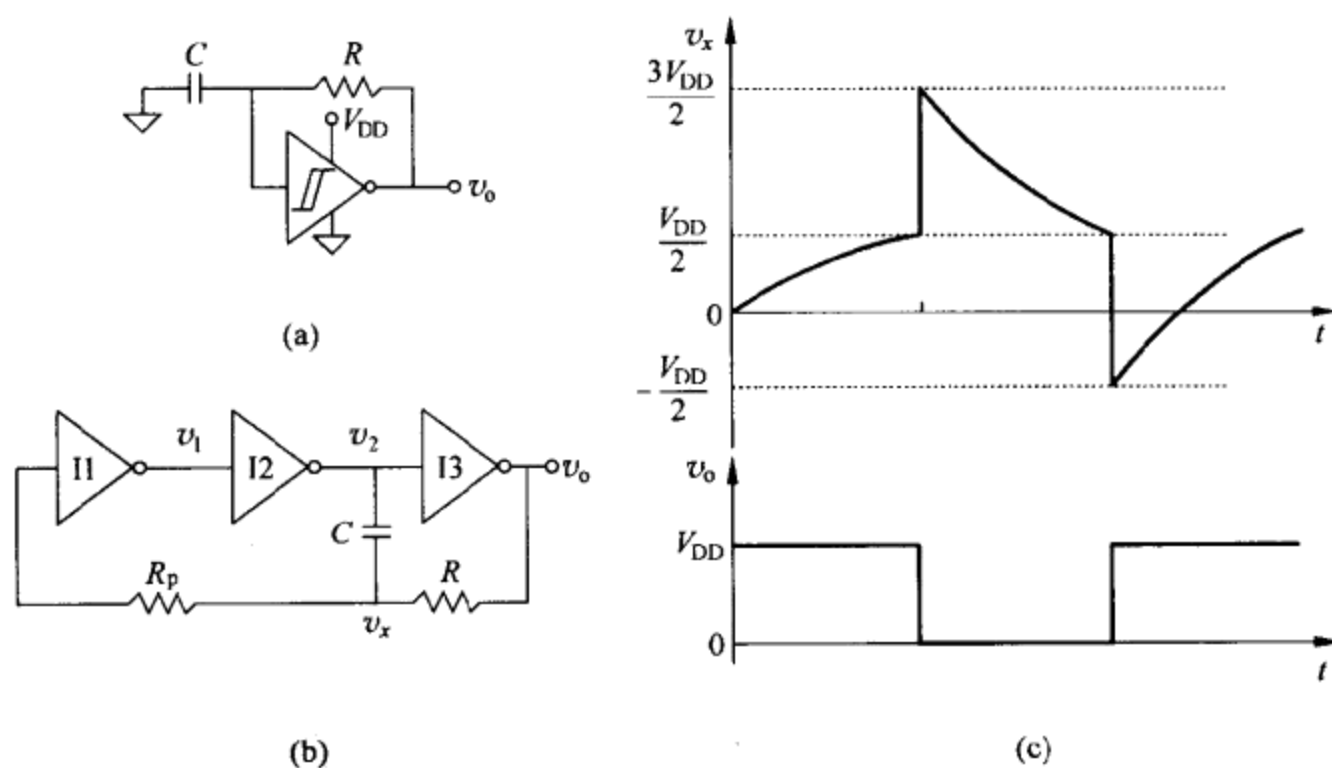 C
R
V_DD
v_o
(a)
I1
v_1
I2
v_2
I3
v_o
C
R_p
R
v_x
(b)
v_x
3V_DD
2
V_DD
2
0
t
- V_DD
2
v_o
V_DD
0
t
(c)